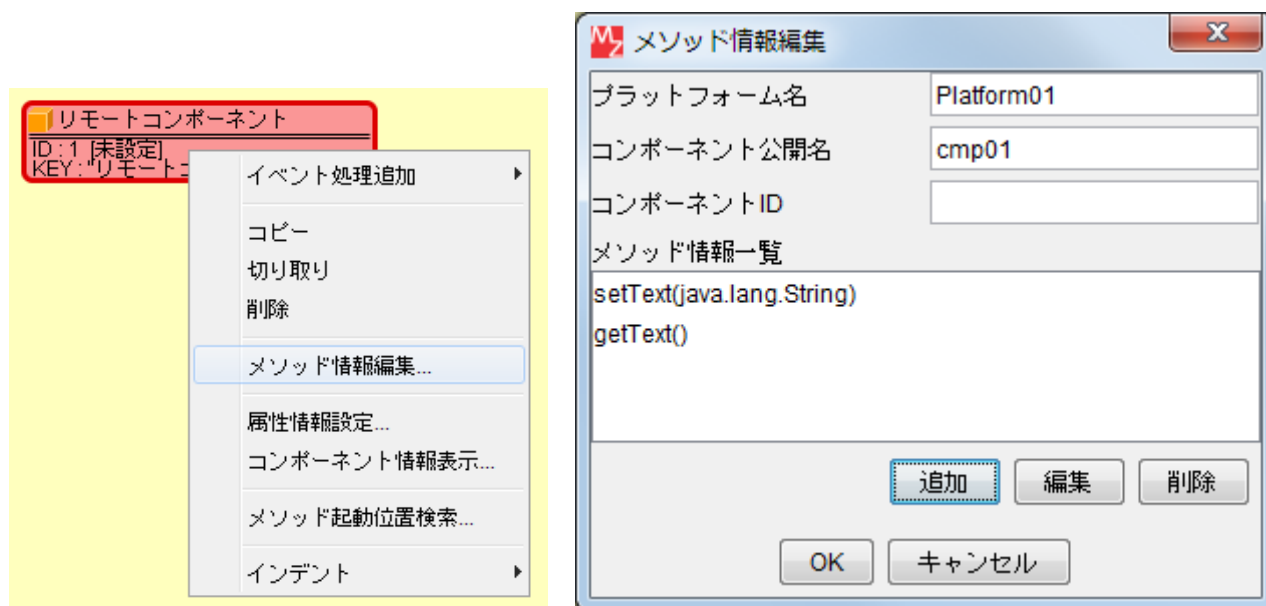 リモートコンポーネント
ID : 1 [未設定]
KEY : "リモートコ
イベント処理追加
コピー
切り取り
削除
メソッド情報編集...
属性情報設定...
コンポーネント情報表示...
メソッド起動位置検索...
インデント
メソッド情報編集
プラットフォーム名 Platform01
コンポーネント公開名 cmp01
コンポーネントID
メソッド情報一覧
setText(java.lang.String)
getText()
追加 編集 削除
OK キャンセル